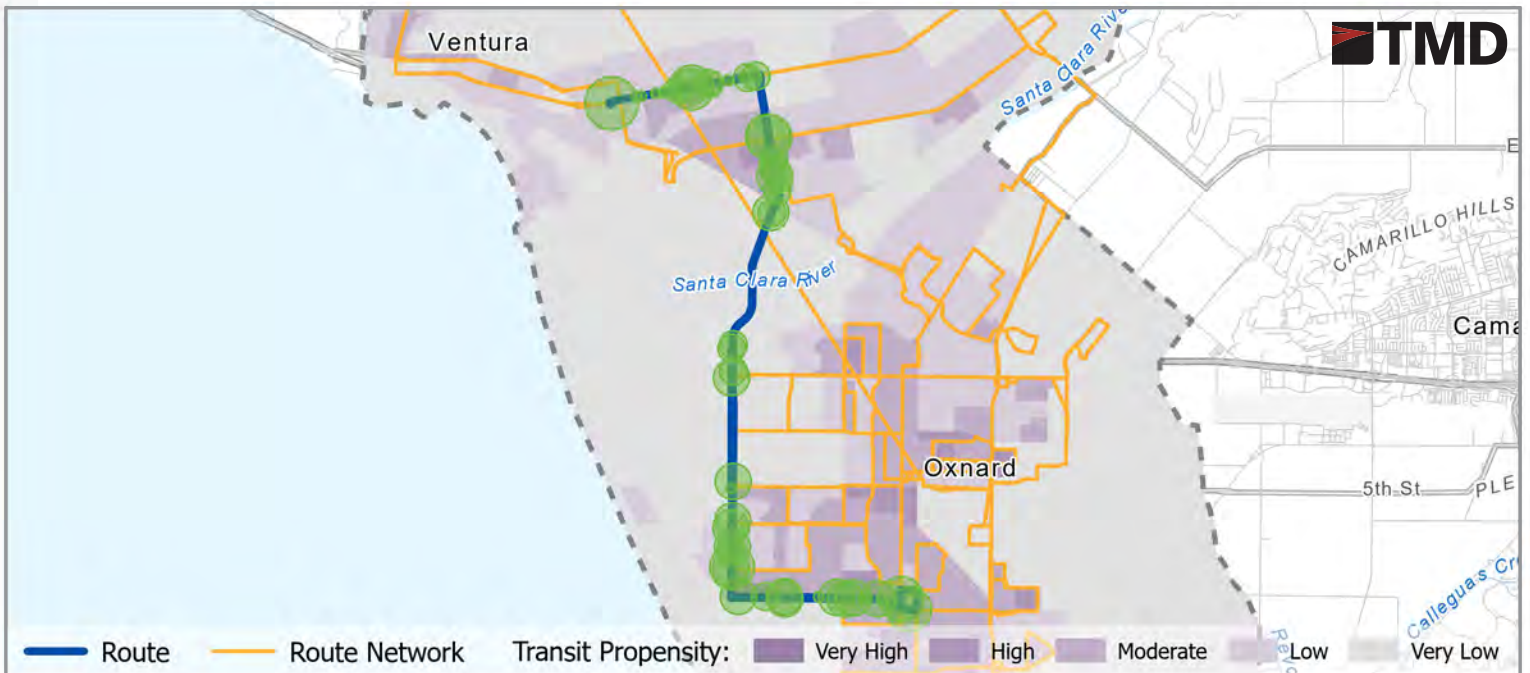 Ventura
Santa Clara River
TMD
E
CAMARILLO HILLS
Santa Clara River
Cama
Oxnard
5th St
PLE
Calleguas Cr
Revo
Route
Route Network
Transit Propensity:
Very High
High
Moderate
Low
Very Low